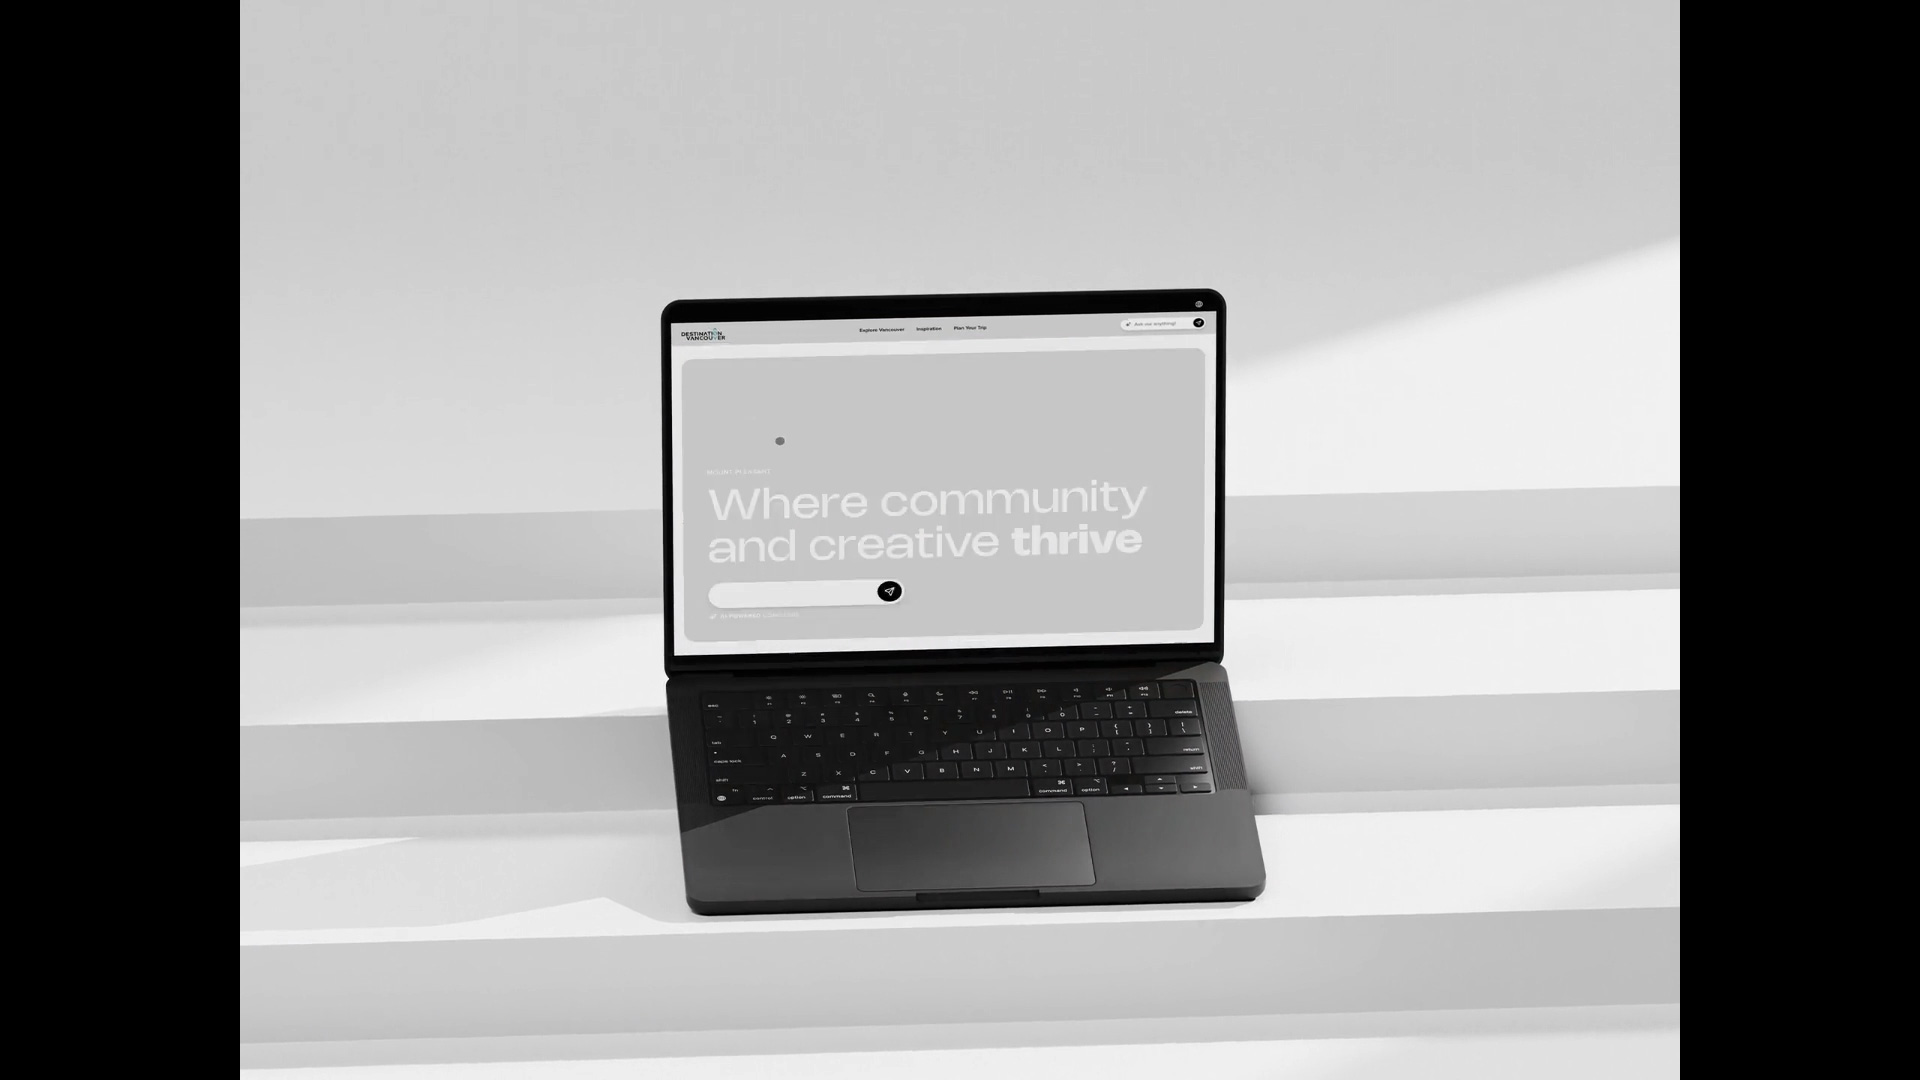 DESTINATION
VANCOUVER
Explore Vancouver
Inspiration
Plan Your Trip
Ask me anything!
MOUNT PLEASANT
Where community
and creative thrive
esc
delete
tab
Q W E R T Y U I O P
caps lock
A S D F G H J K L
return
shift
Z X C V B N M
shift
fn
control
option
command
command
option